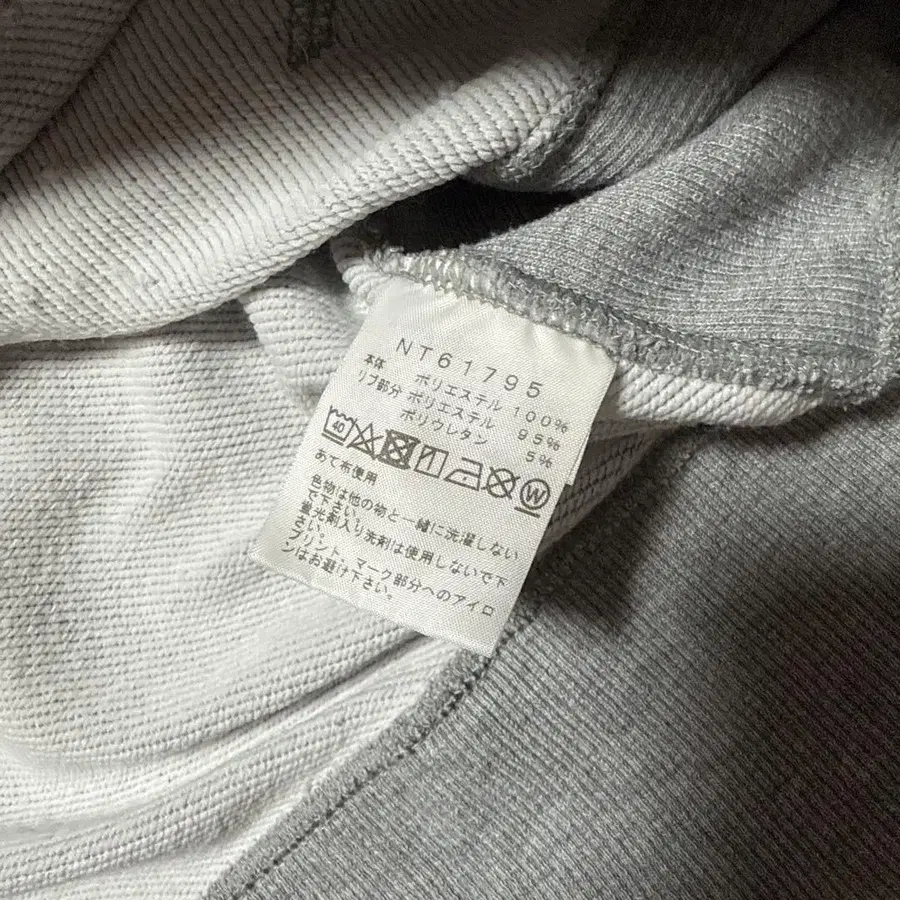 NT61795
本体 ポリエステル 100%
リブ部分 ポリエステル 95%
ポリウレタン 5%
40 W
あて布使用
色物は他の物と一緒に洗濯しない
で下さい。
蛍光剤入り洗剤は使用しないで下
さい。
プリント、マーク部分へのアイロ
ンはお避け下さい。